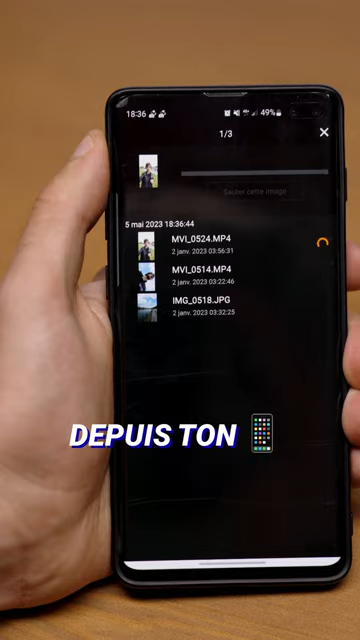 18:36 49%
1/3 ×
Sauter cette image
5 mai 2023 18:36:44
MVI_0524.MP4
2 janv. 2023 03:56:31
MVI_0514.MP4
2 janv. 2023 03:22:46
IMG_0518.JPG
2 janv. 2023 03:32:25
DEPUIS TON 📱